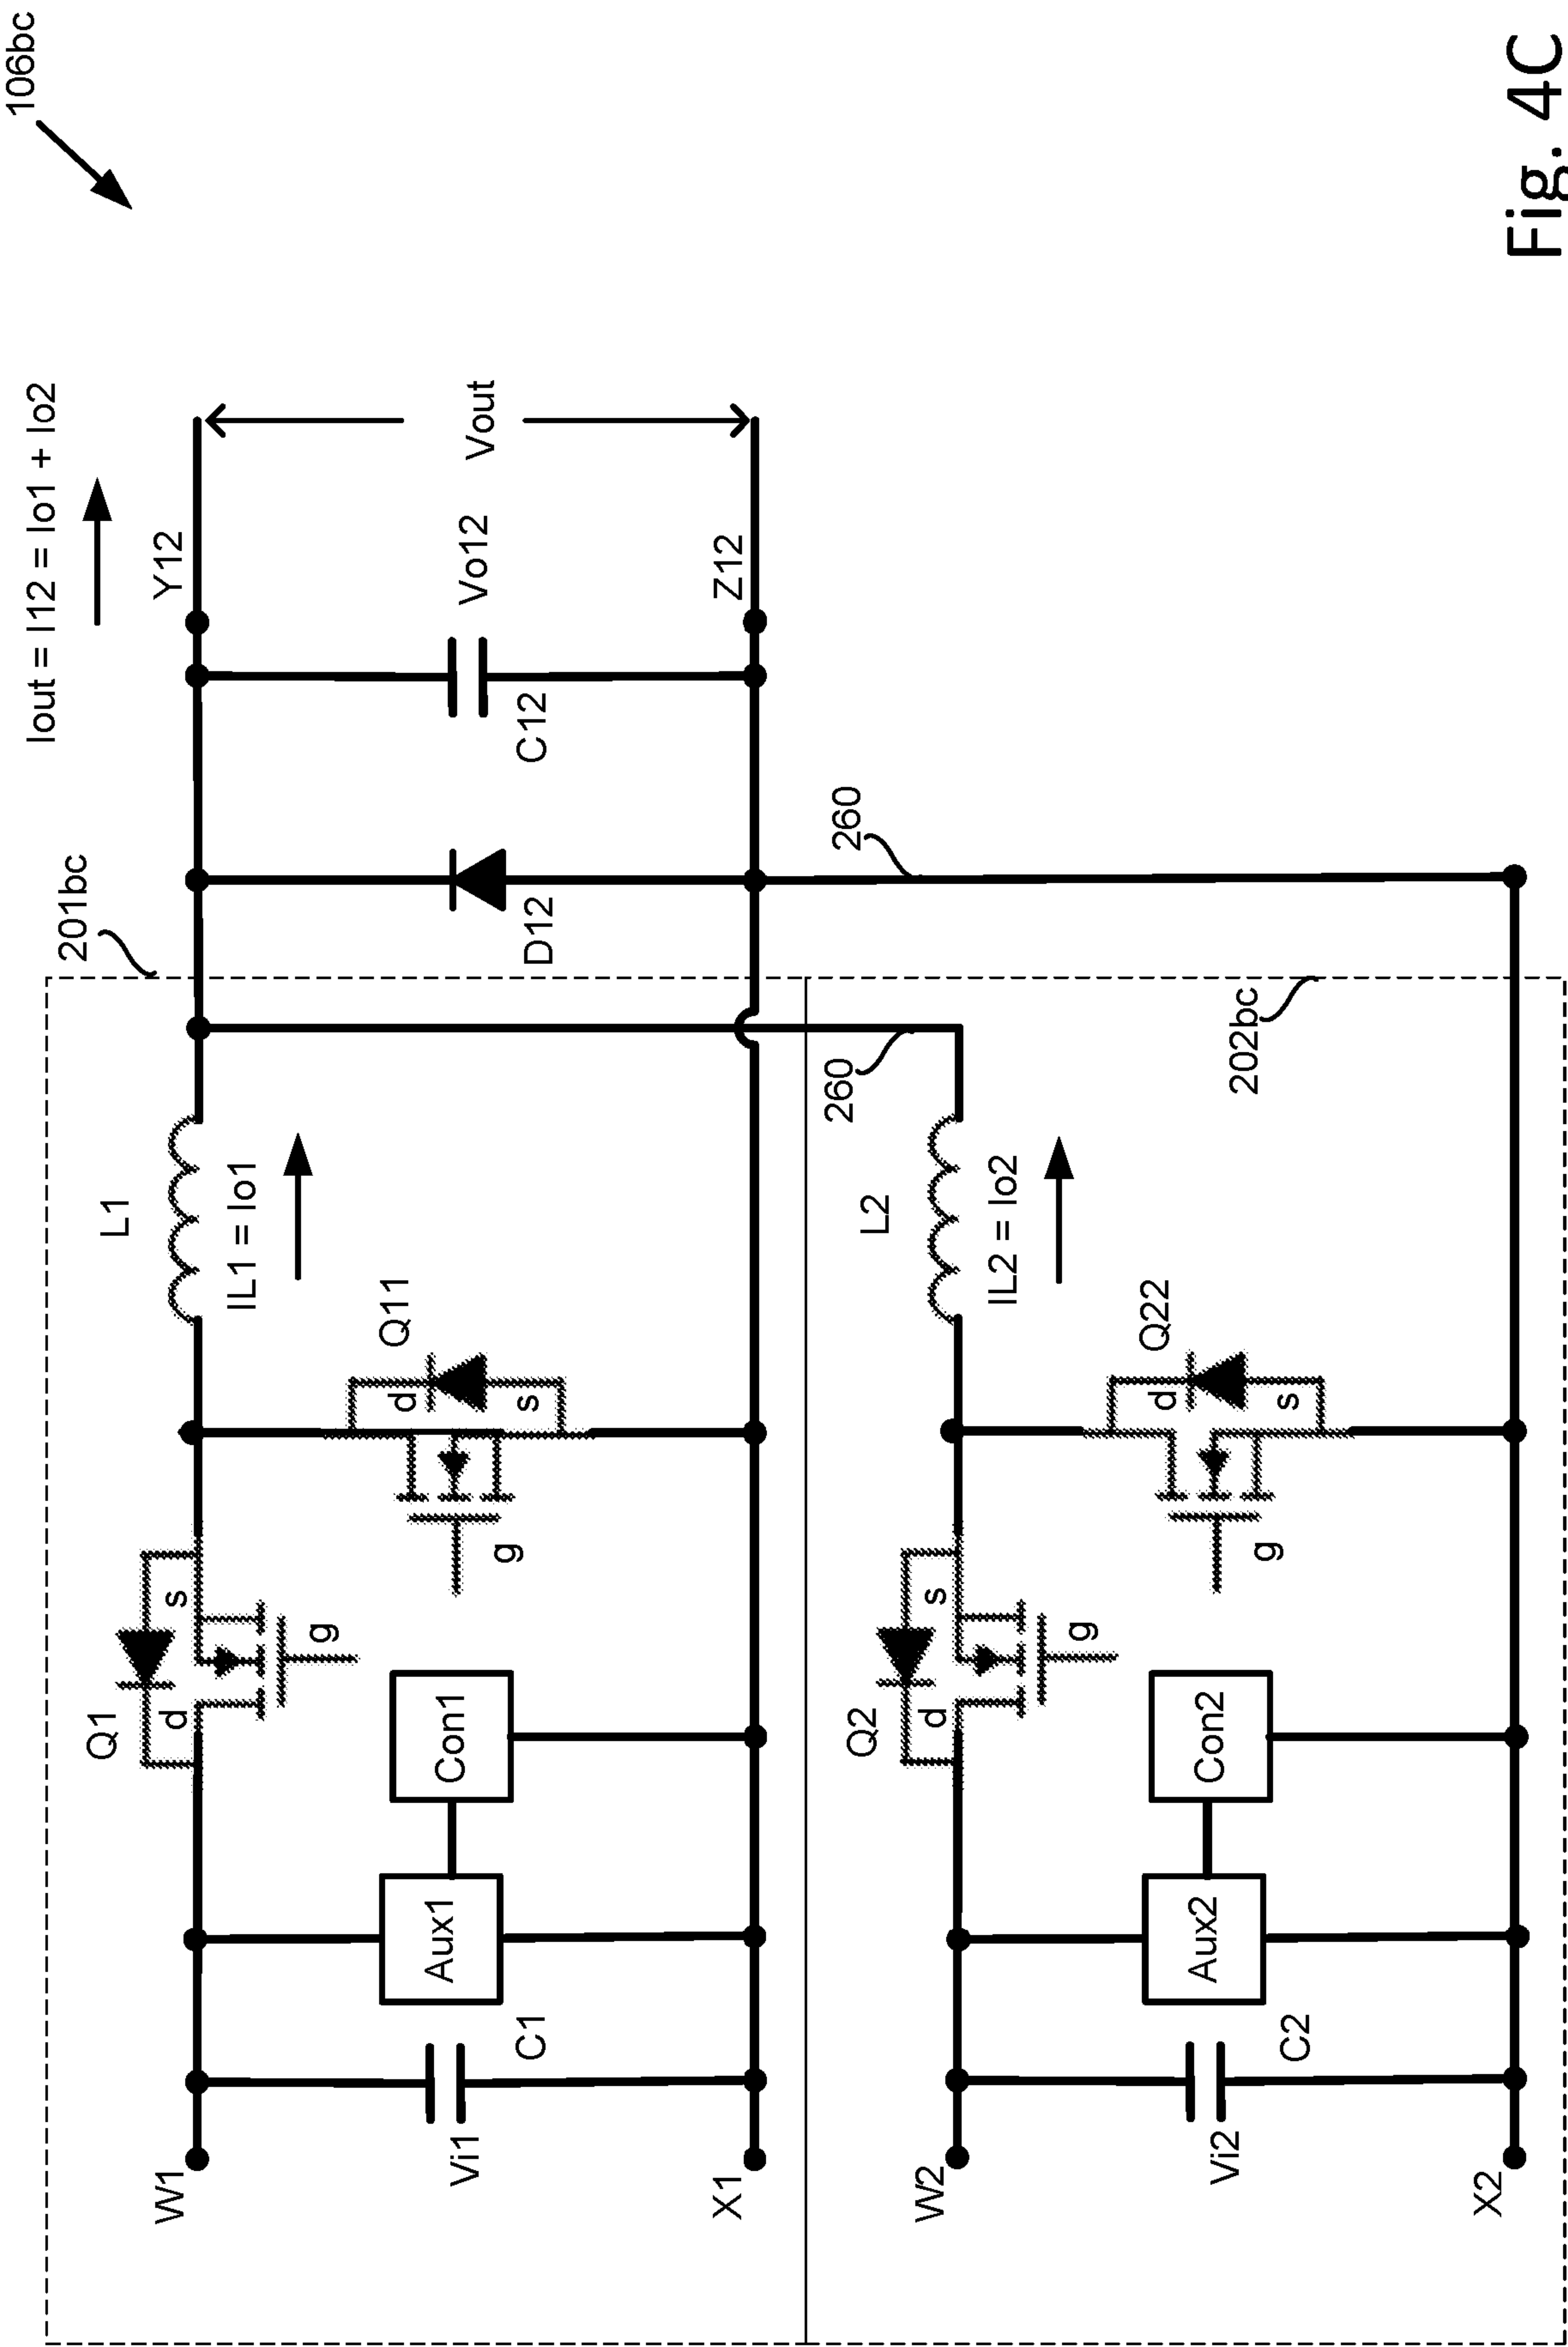 106bc
Iout = I12 = Io1 + Io2
201bc
Y12
Q1
d
s
g
L1
IL1 = Io1
W1
Vi1
C1
Aux1
Con1
Q11
d
s
g
D12
C12
Vo12
Vout
X1
Z12
260
260
Q2
d
s
g
L2
IL2 = Io2
W2
Vi2
C2
Aux2
Con2
Q22
d
s
g
202bc
X2
Fig. 4C